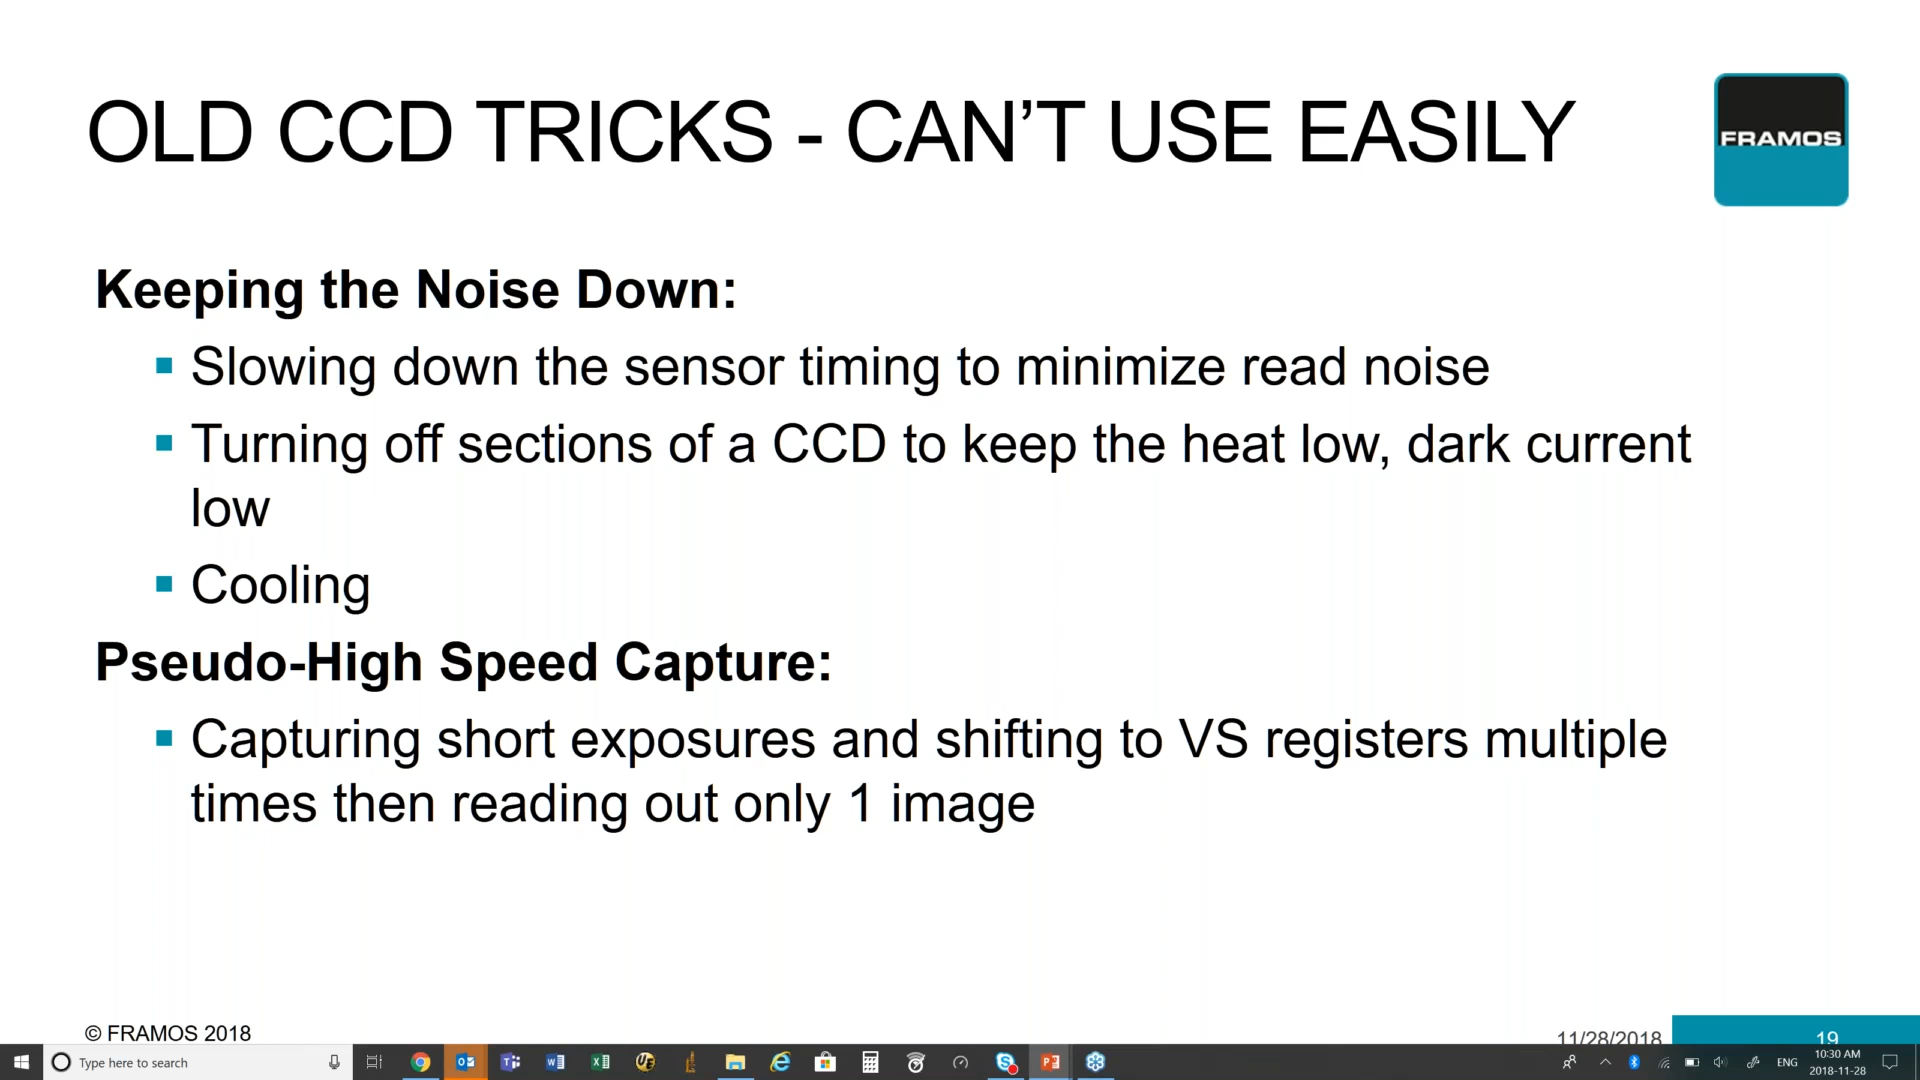 OLD CCD TRICKS - CAN’T USE EASILY
FRAMOS
Keeping the Noise Down:
Slowing down the sensor timing to minimize read noise
Turning off sections of a CCD to keep the heat low, dark current
low
Cooling
Pseudo-High Speed Capture:
Capturing short exposures and shifting to VS registers multiple
times then reading out only 1 image
© FRAMOS 2018
11/28/2018
19
Type here to search
ENG
10:30 AM
2018-11-28